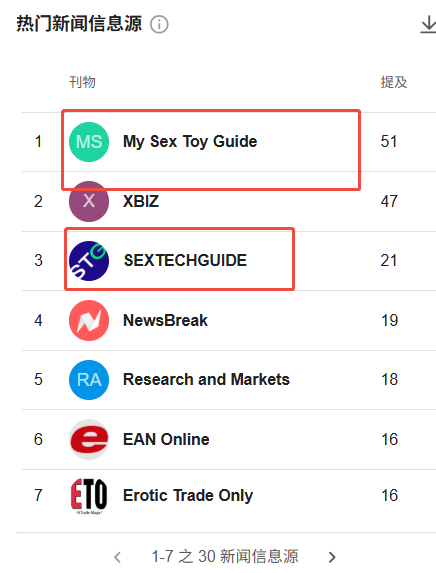 热门新闻信息源
刊物 提及
1 MS My Sex Toy Guide 51
2 X XBIZ 47
3 STG SEXTECHGUIDE 21
4 NewsBreak 19
5 RA Research and Markets 18
6 e EAN Online 16
7 ETO Erotic Trade Only 16
1-7 之 30 新闻信息源